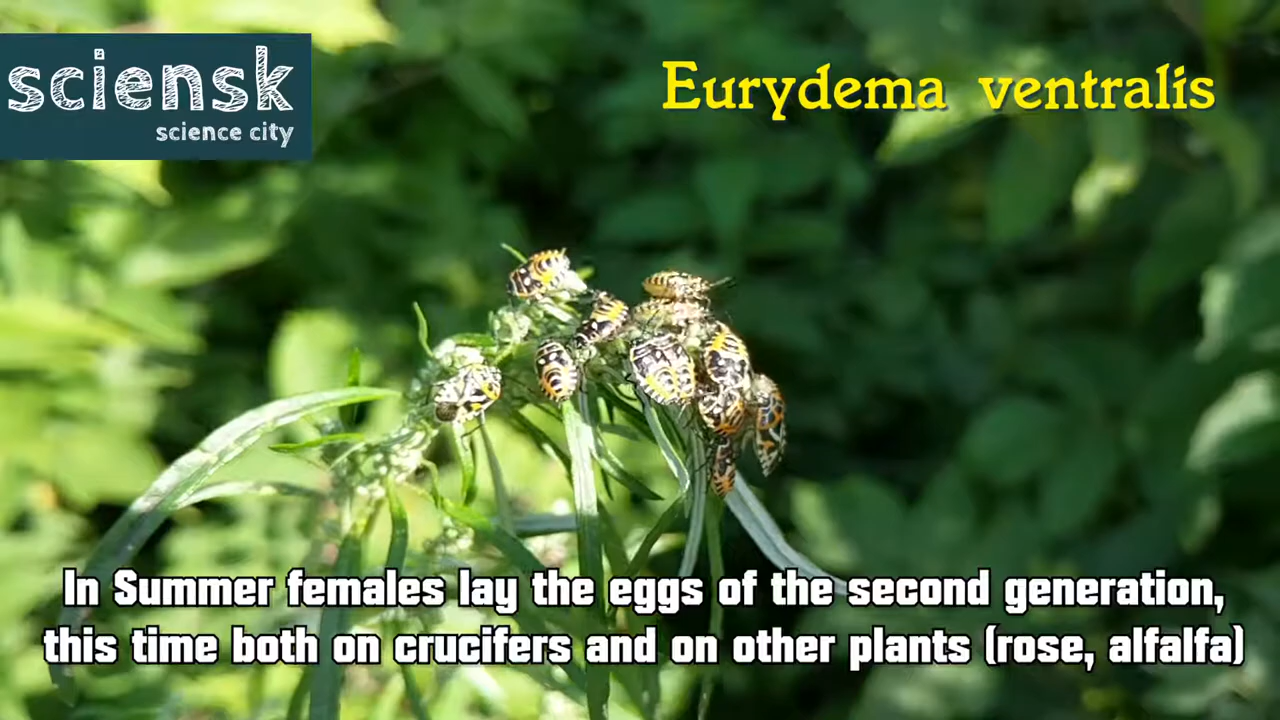 sciensk
science city
Eurydema ventralis
In Summer females lay the eggs of the second generation,
this time both on crucifers and on other plants (rose, alfalfa)